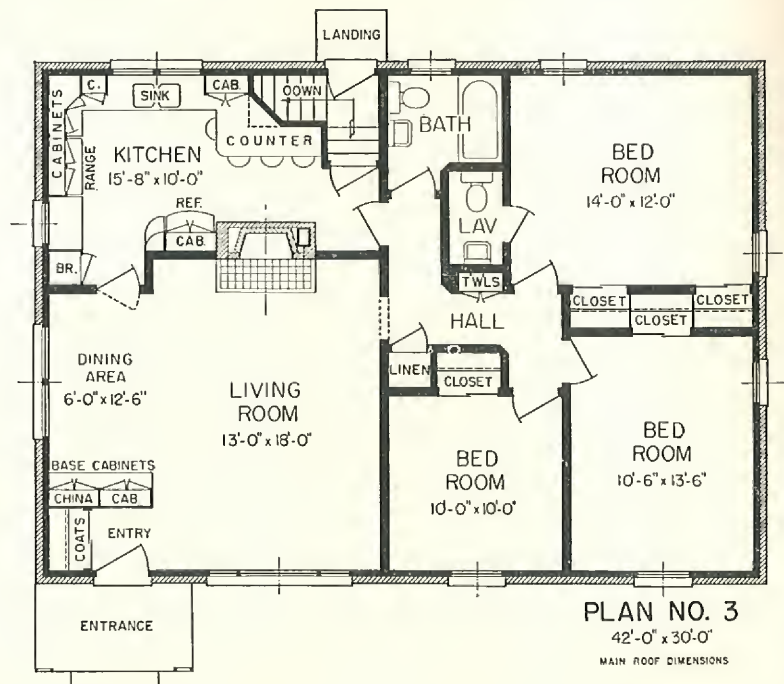 LANDING
C.
SINK
CAB.
DOWN
CABINETS
RANGE
COUNTER
KITCHEN
15'-8" x 10'-0"
REF.
CAB.
BR.
BATH
LAV
TWLS
HALL
LINEN
CLOSET
BED
ROOM
14'-0" x 12'-0"
CLOSET
CLOSET
CLOSET
DINING
AREA
6'-0" x 12'-6"
LIVING
ROOM
13'-0" x 18'-0"
BED
ROOM
10'-0" x 10'-0"
BED
ROOM
10'-6" x 13'-6"
BASE CABINETS
CHINA
CAB.
COATS
ENTRY
ENTRANCE
PLAN NO. 3
42'-0" x 30'-0"
MAIN ROOF DIMENSIONS